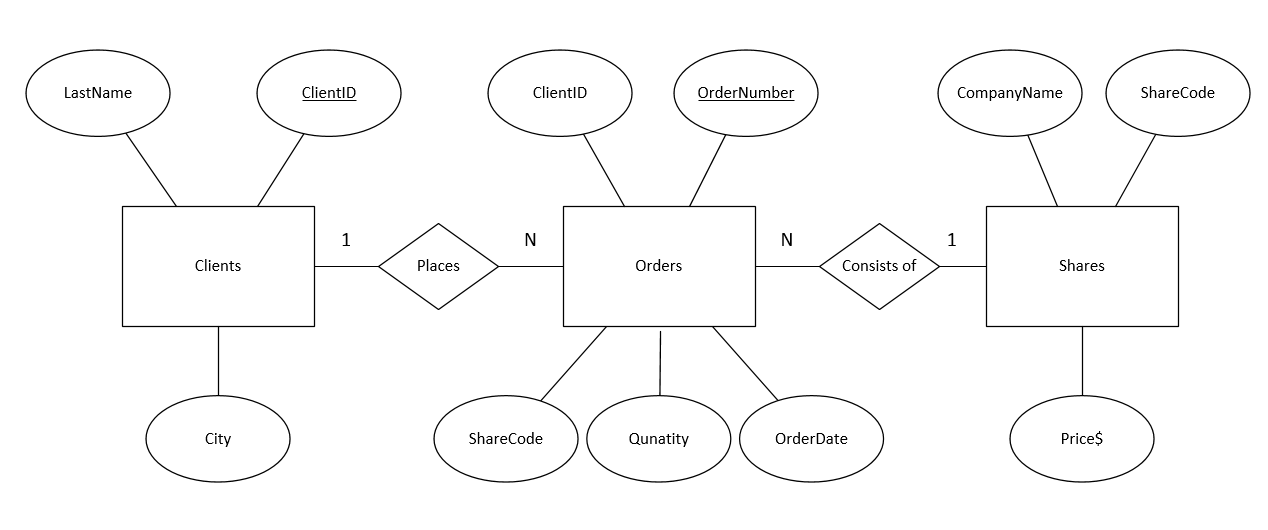 LastName
ClientID
ClientID
OrderNumber
CompanyName
ShareCode
1
N
N
1
Clients
Places
Orders
Consists of
Shares
City
ShareCode
Qunatity
OrderDate
Price$